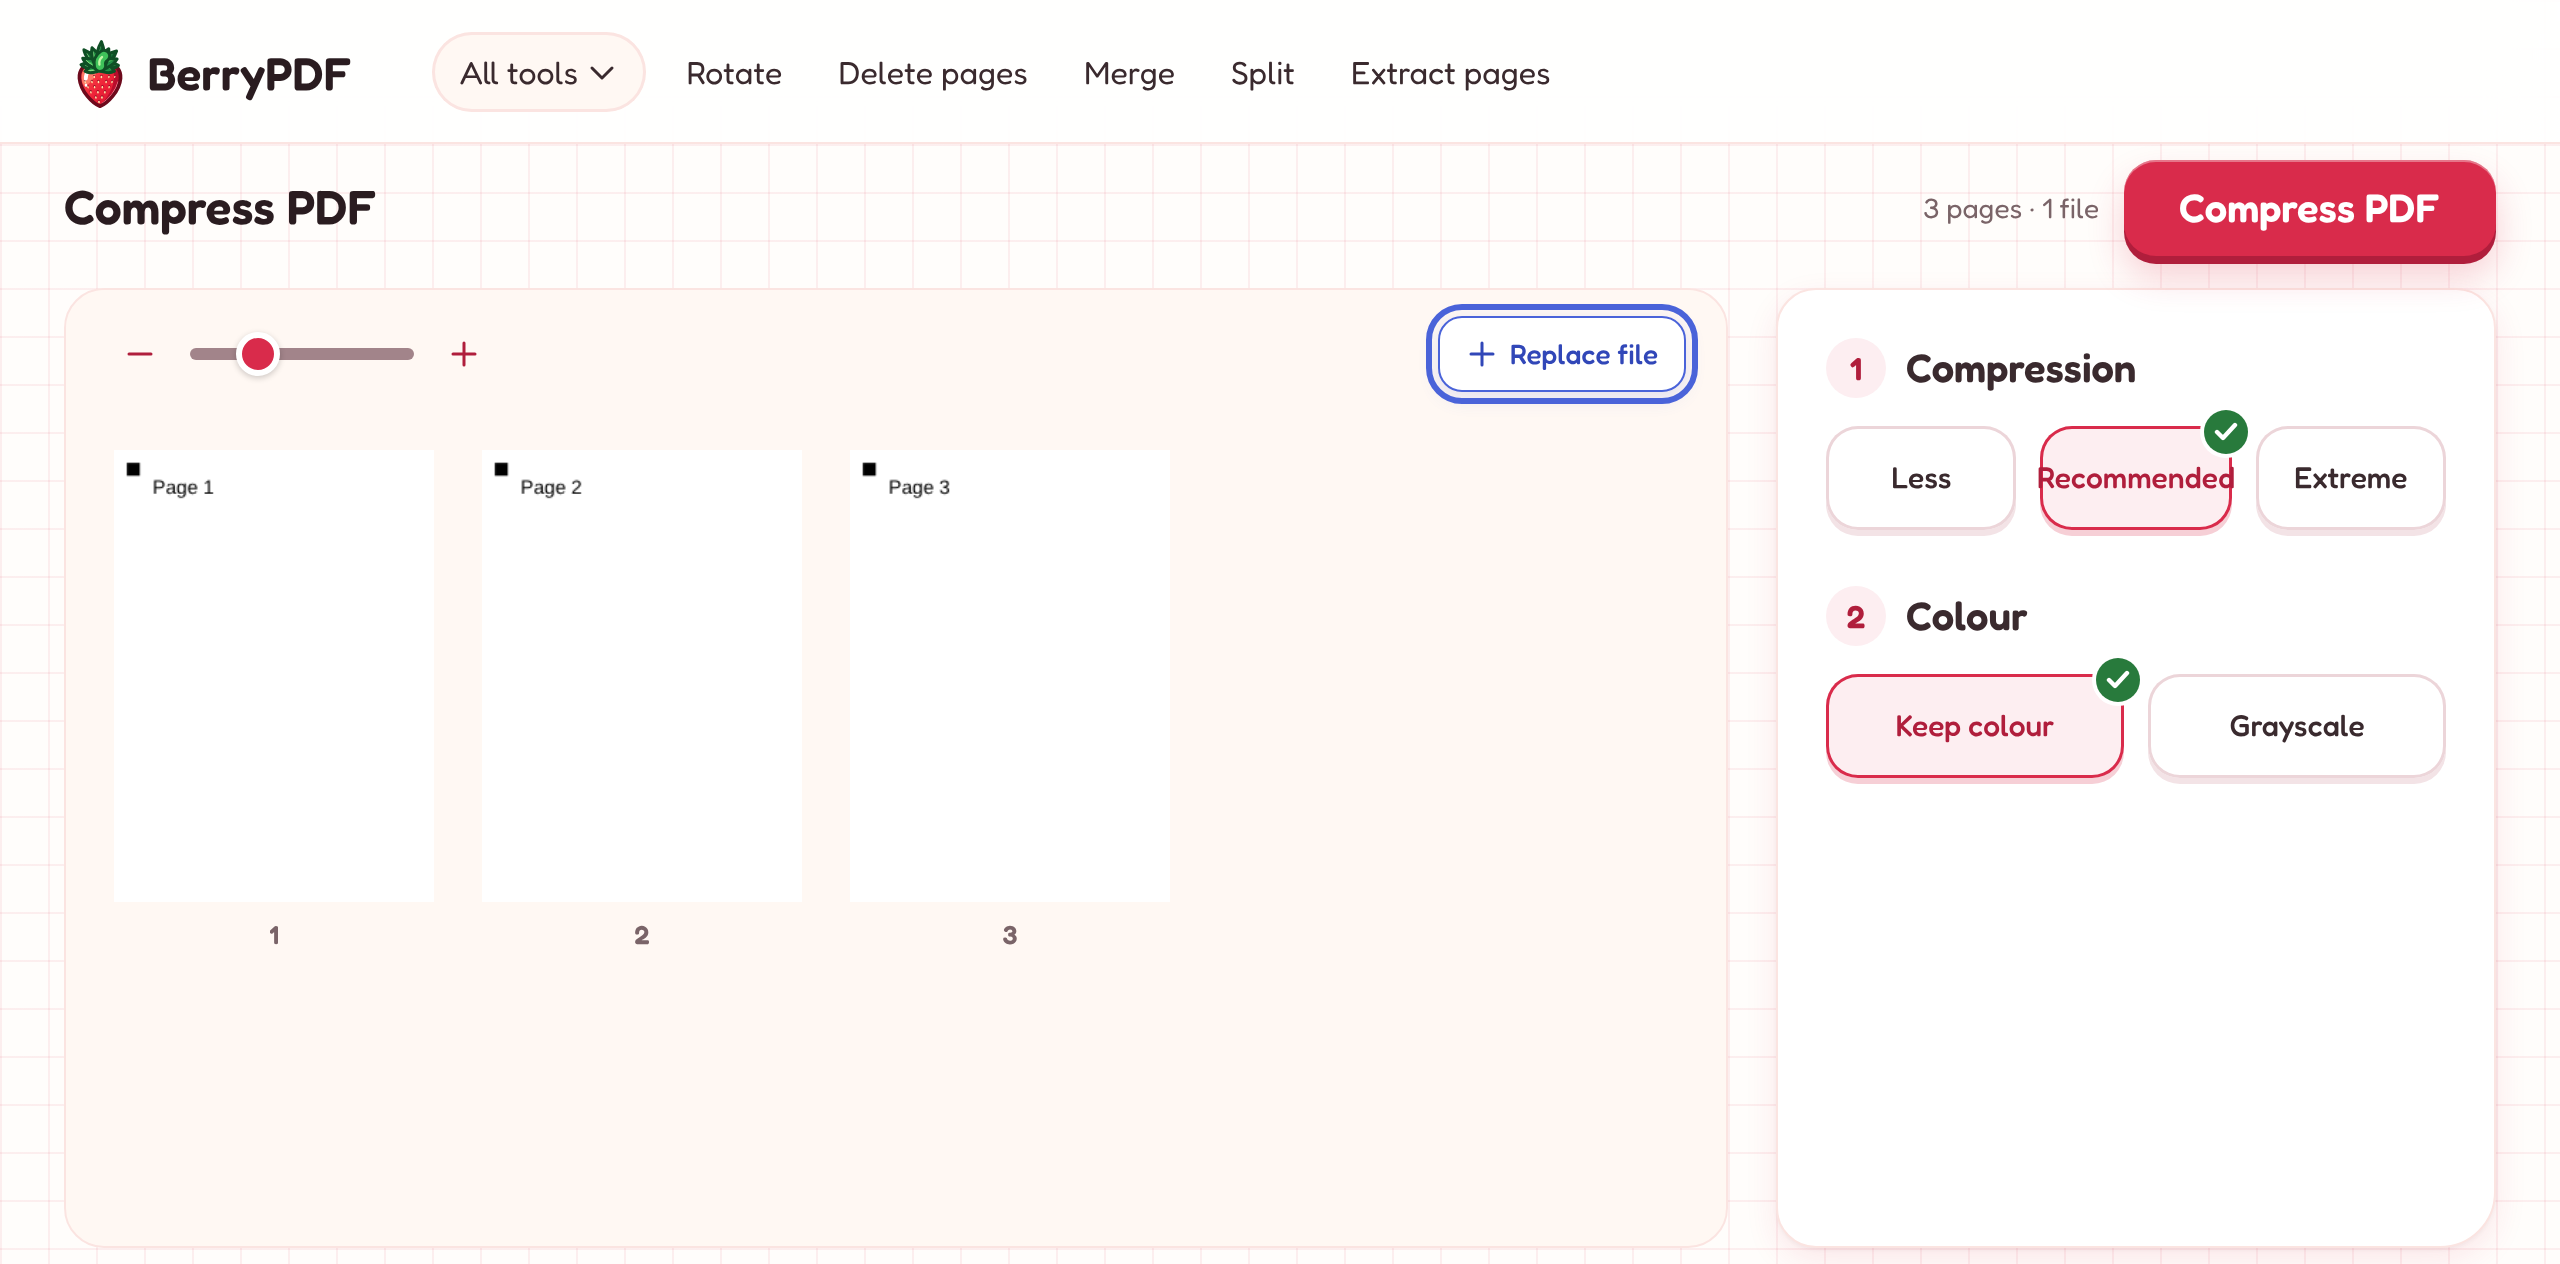 BerryPDF
All tools
Rotate
Delete pages
Merge
Split
Extract pages
Compress PDF
3 pages · 1 file
Compress PDF
Replace file
Page 1
Page 2
Page 3
1
2
3
1 Compression
Less
Recommended
Extreme
2 Colour
Keep colour
Grayscale